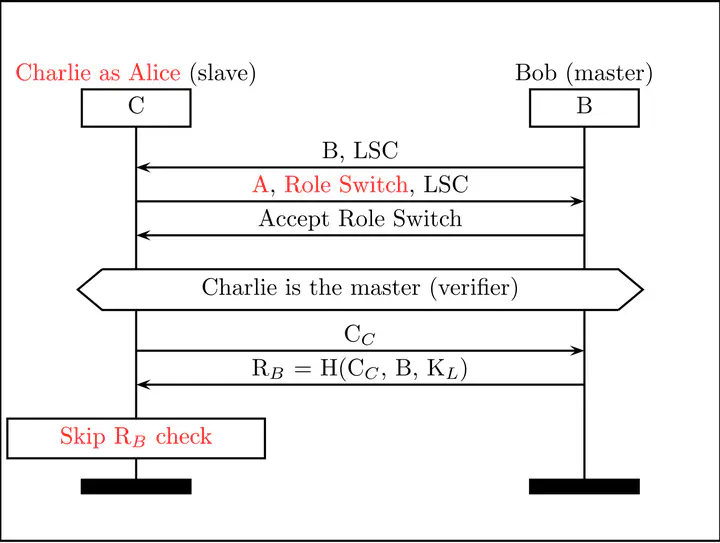 Charlie as Alice (slave)
Bob (master)
C
B
B, LSC
A, Role Switch, LSC
Accept Role Switch
Charlie is the master (verifier)
C_C
R_B = H(C_C, B, K_L)
Skip R_B check